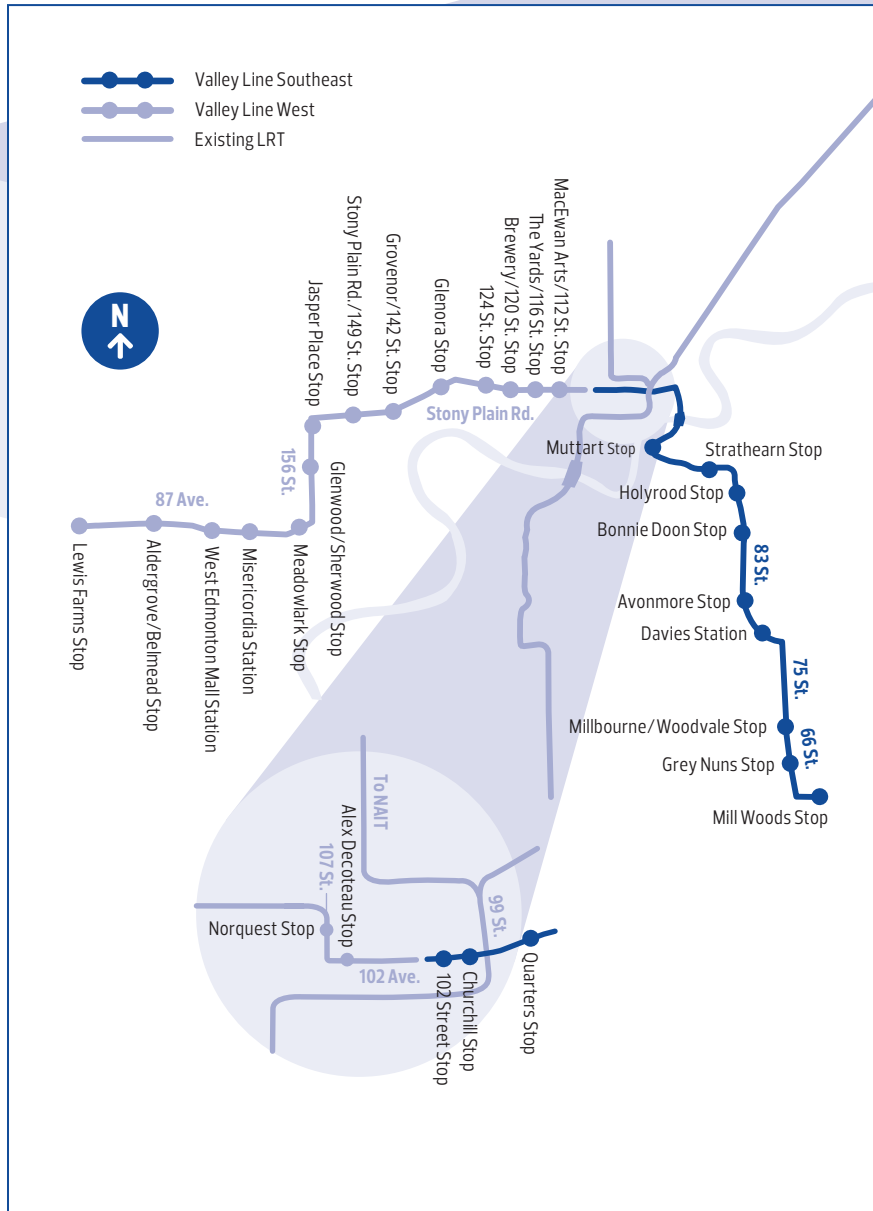 Valley Line Southeast
Valley Line West
Existing LRT
N
Lewis Farms Stop
Aldergrove/Belmead Stop
West Edmonton Mall Station
Misericordia Station
Meadowlark Stop
Glenwood/Sherwood Stop
Jasper Place Stop
Stony Plain Rd./149 St. Stop
Grovenor/142 St. Stop
Glenora Stop
124 St. Stop
Brewery/120 St. Stop
The Yards/116 St. Stop
MacEwan Arts/112 St. Stop
87 Ave.
156 St.
Stony Plain Rd.
Muttart Stop
Strathearn Stop
Holyrood Stop
Bonnie Doon Stop
83 St.
Avonmore Stop
Davies Station
75 St.
Millbourne/Woodvale Stop
66 St.
Grey Nuns Stop
Mill Woods Stop
To NAIT
107 St.
Alex Decoteau Stop
Norquest Stop
99 St.
102 Ave.
102 Street Stop
Churchill Stop
Quarters Stop